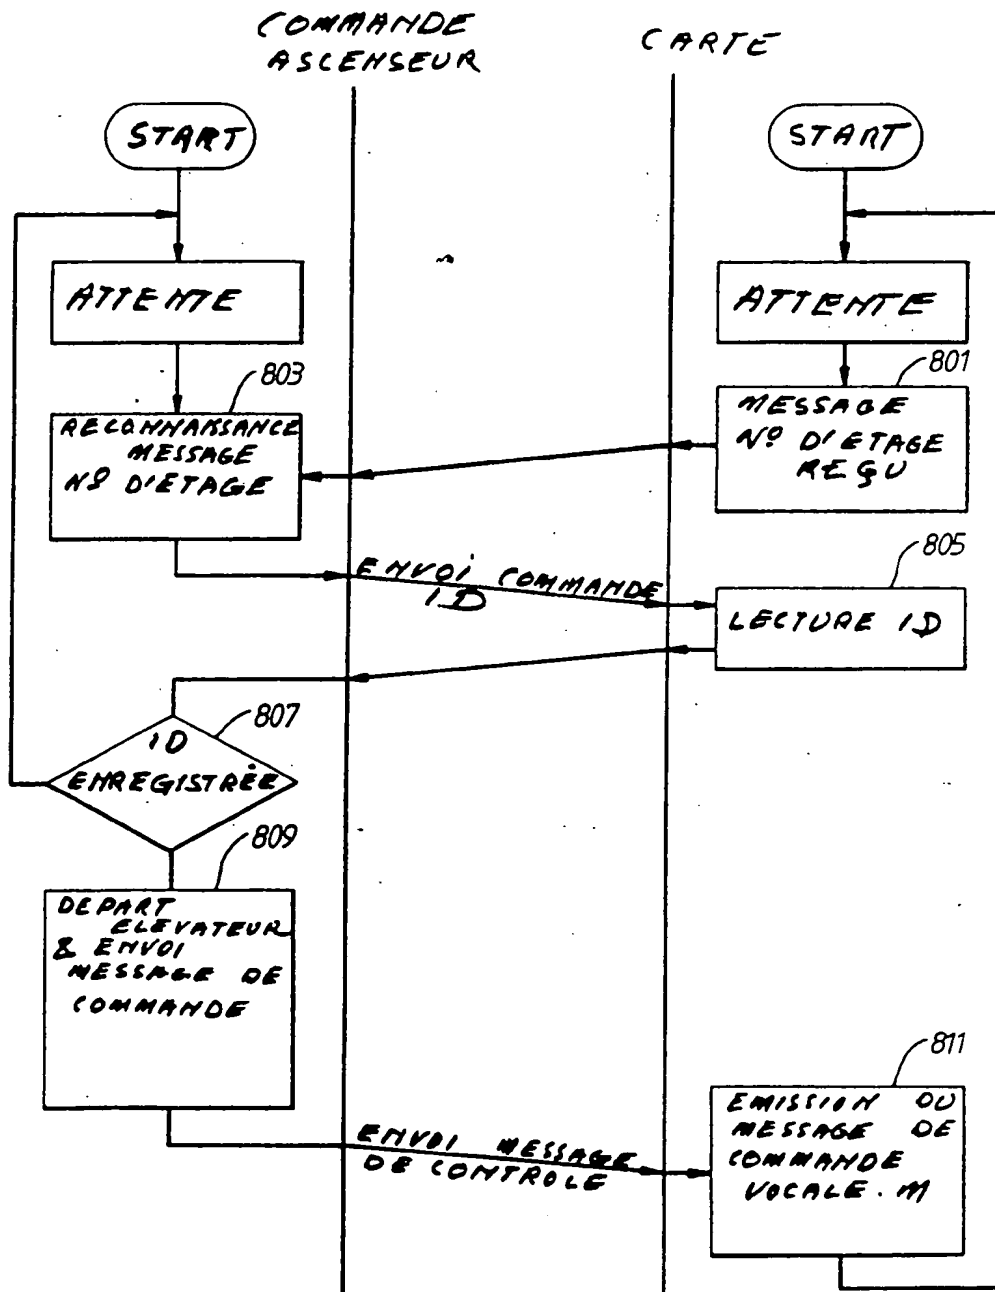 COMMANDE
ASCENSEUR
CARTE
START
START
ATTENTE
ATTENTE
803
801
RECONNAISSANCE
MESSAGE
Nº D'ETAGE
MESSAGE
Nº D'ETAGE
REÇU
ENVOI COMMANDE
ID
805
LECTURE ID
807
ID
ENREGISTRÉE
809
DEPART
ELEVATEUR
& ENVOI
MESSAGE DE
COMMANDE
811
ENVOI MESSAGE
DE CONTROLE
EMISSION DU
MESSAGE DE
COMMANDE
VOCALE. M